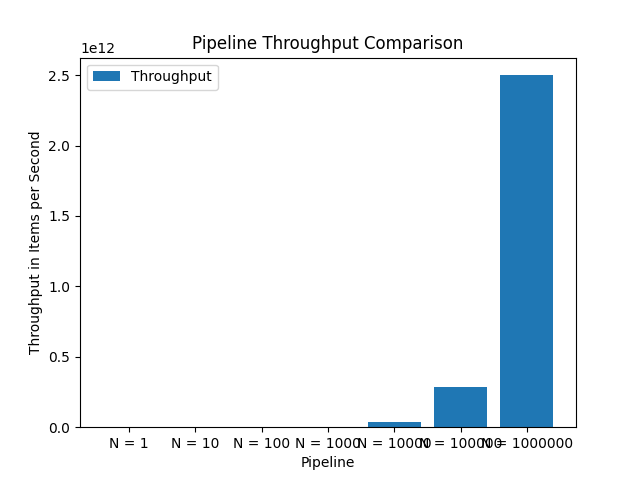 Pipeline Throughput Comparison
1e12
Throughput
2.5
2.0
1.5
1.0
0.5
0.0
Throughput in Items per Second
N = 1 N = 10 N = 100 N = 1000 N = 10000 N = 100000 N = 1000000
Pipeline